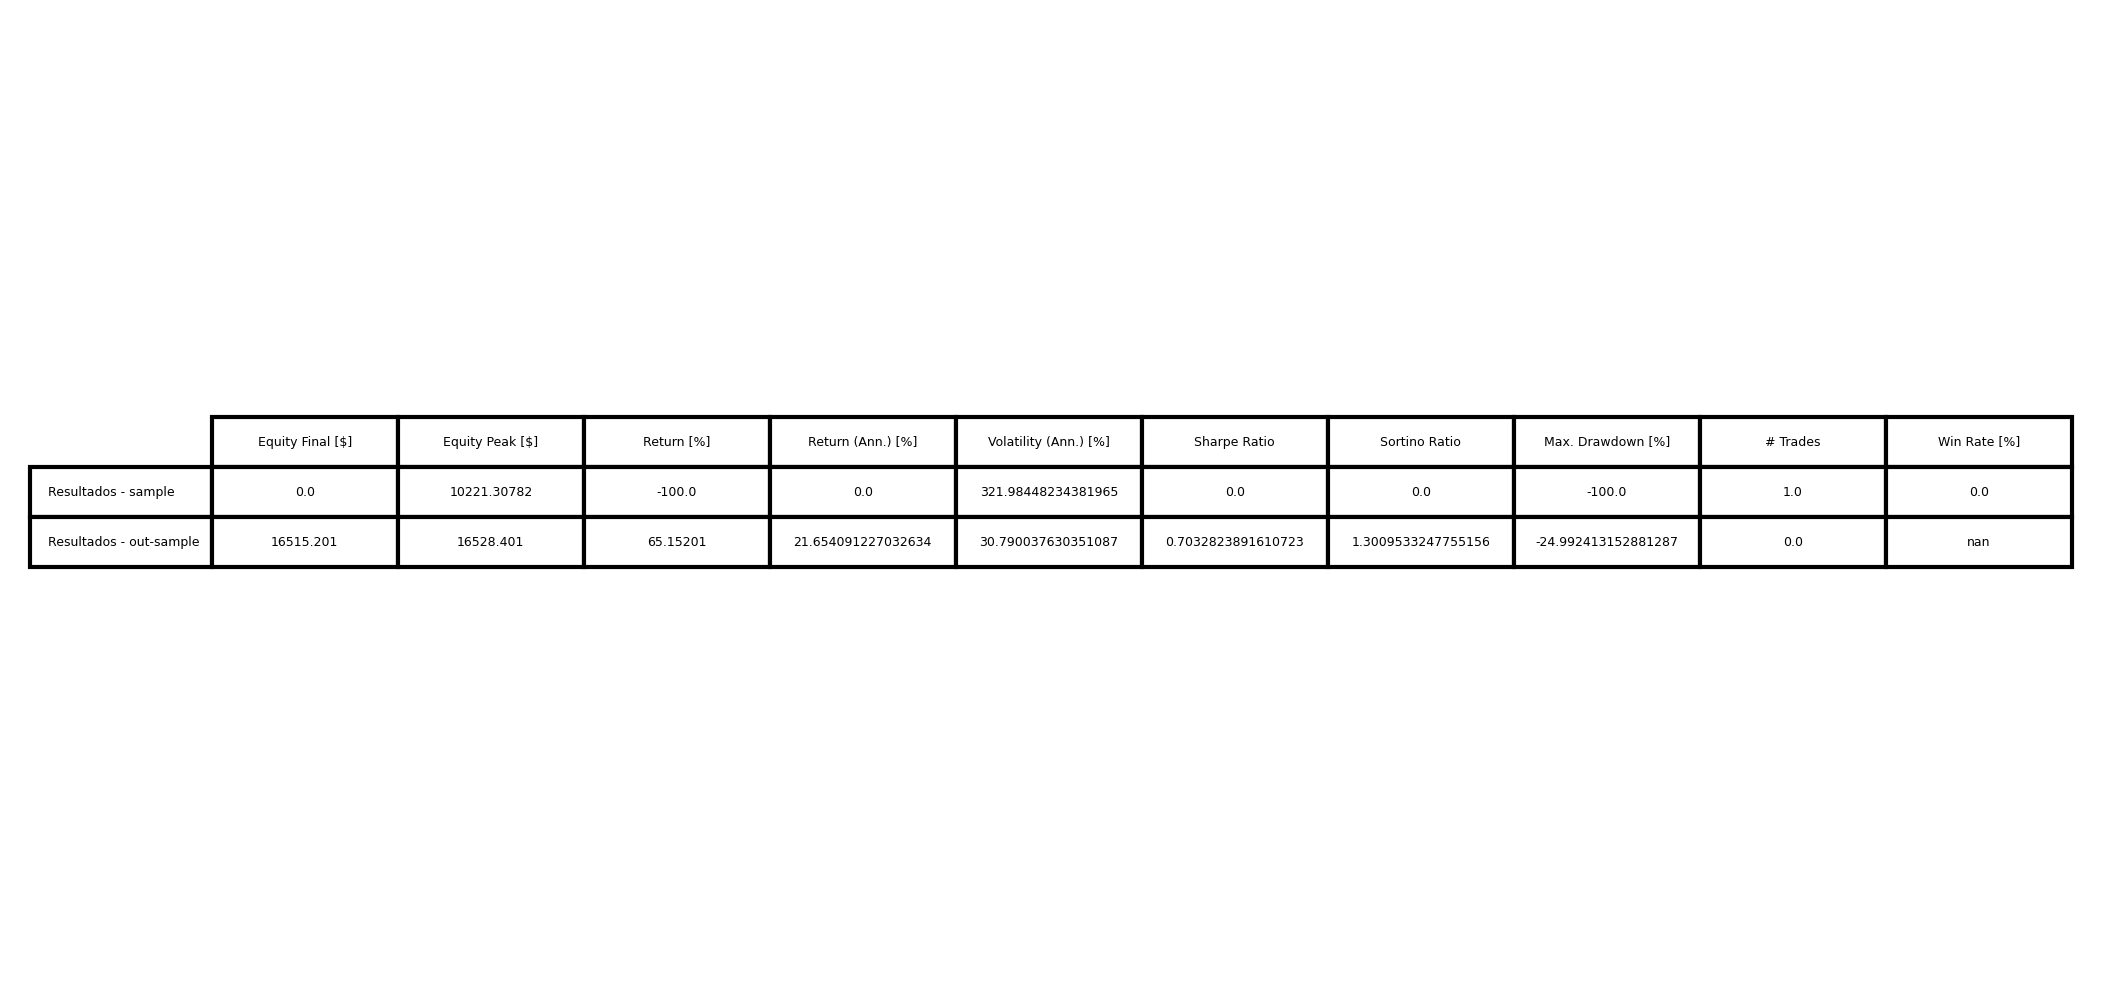 Equity Final [$] Equity Peak [$] Return [%] Return (Ann.) [%] Volatility (Ann.) [%] Sharpe Ratio Sortino Ratio Max. Drawdown [%] # Trades Win Rate [%]
Resultados - sample 0.0 10221.30782 -100.0 0.0 321.98448234381965 0.0 0.0 -100.0 1.0 0.0
Resultados - out-sample 16515.201 16528.401 65.15201 21.654091227032634 30.790037630351087 0.7032823891610723 1.3009533247755156 -24.992413152881287 0.0 nan